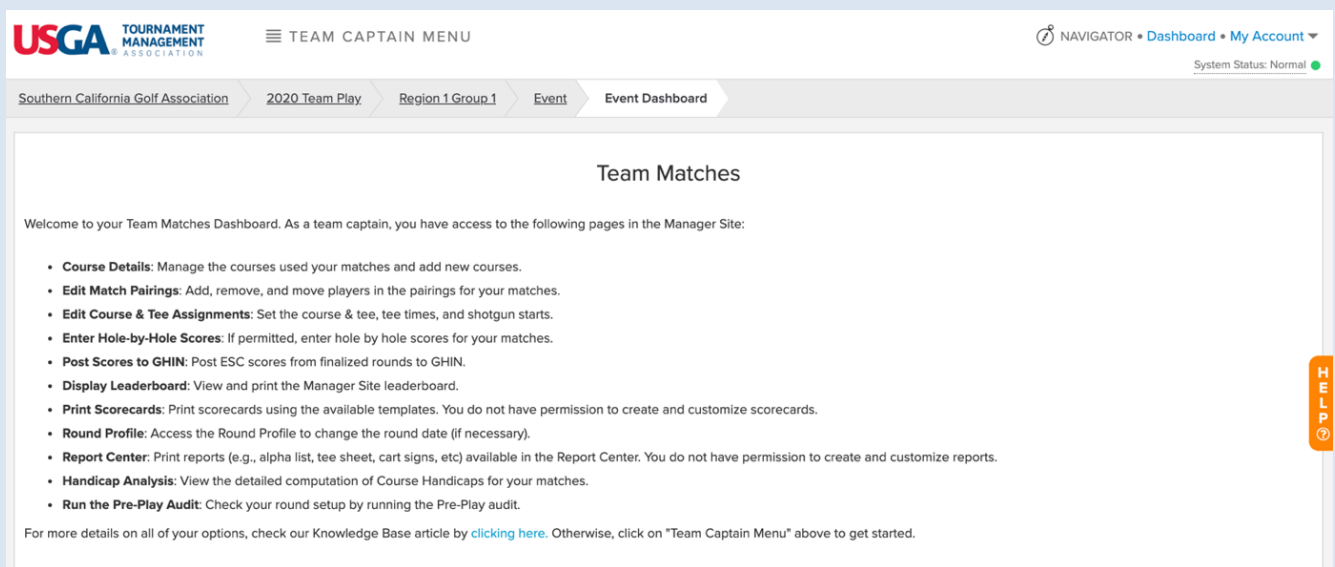 USGA® TOURNAMENT
MANAGEMENT
ASSOCIATION
TEAM CAPTAIN MENU
NAVIGATOR • Dashboard • My Account
System Status: Normal
Southern California Golf Association 2020 Team Play Region 1 Group 1 Event Event Dashboard
Team Matches
Welcome to your Team Matches Dashboard. As a team captain, you have access to the following pages in the Manager Site:
• Course Details: Manage the courses used your matches and add new courses.
• Edit Match Pairings: Add, remove, and move players in the pairings for your matches.
• Edit Course & Tee Assignments: Set the course & tee, tee times, and shotgun starts.
• Enter Hole-by-Hole Scores: If permitted, enter hole by hole scores for your matches.
• Post Scores to GHIN: Post ESC scores from finalized rounds to GHIN.
• Display Leaderboard: View and print the Manager Site leaderboard.
• Print Scorecards: Print scorecards using the available templates. You do not have permission to create and customize scorecards.
• Round Profile: Access the Round Profile to change the round date (if necessary).
• Report Center: Print reports (e.g., alpha list, tee sheet, cart signs, etc) available in the Report Center. You do not have permission to create and customize reports.
• Handicap Analysis: View the detailed computation of Course Handicaps for your matches.
• Run the Pre-Play Audit: Check your round setup by running the Pre-Play audit.
For more details on all of your options, check our Knowledge Base article by clicking here. Otherwise, click on "Team Captain Menu" above to get started.
HELP?